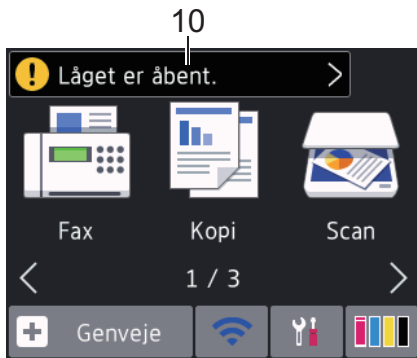 10
Låget er åbent.
Fax Kopi Scan
1 / 3
Genveje